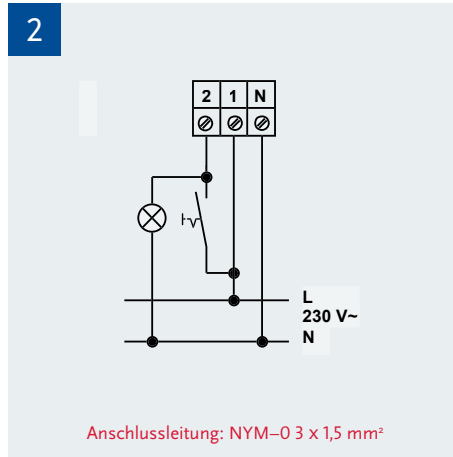 2
2 1 N
L
230 V~
N
Anschlussleitung: NYM–0 3 x 1,5 mm²